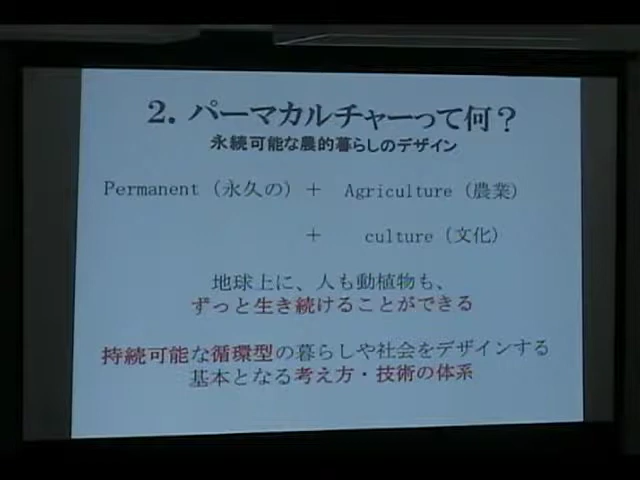 2. パーマカルチャーって何？
永続可能な農的暮らしのデザイン
Permanent（永久の）＋ Agriculture（農業）
＋ culture（文化）
地球上に、人も動植物も、
ずっと生き続けることができる
持続可能な循環型の暮らしや社会をデザインする
基本となる考え方・技術の体系